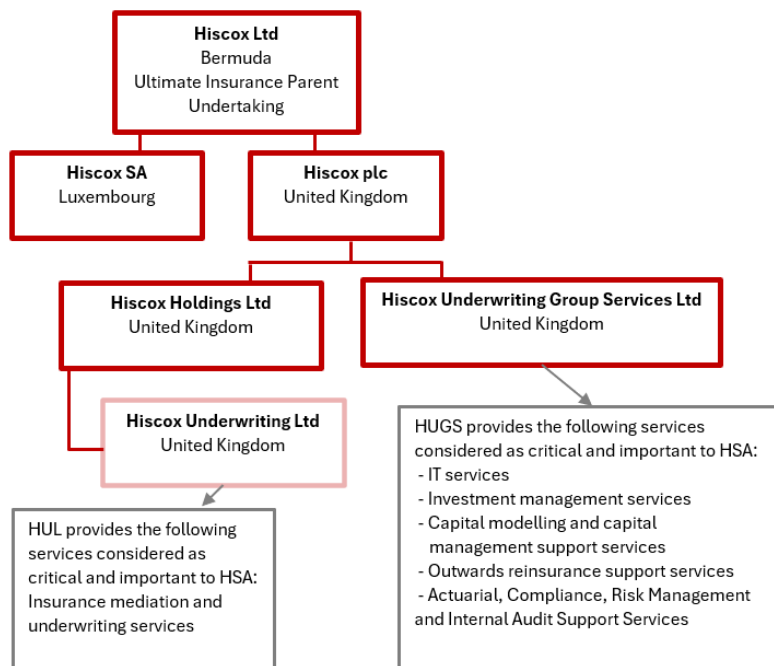 Hiscox Ltd
Bermuda
Ultimate Insurance Parent
Undertaking
Hiscox SA
Luxembourg
Hiscox plc
United Kingdom
Hiscox Holdings Ltd
United Kingdom
Hiscox Underwriting Group Services Ltd
United Kingdom
Hiscox Underwriting Ltd
United Kingdom
HUL provides the following
services considered as
critical and important to HSA:
Insurance mediation and
underwriting services
HUGS provides the following services
considered as critical and important to HSA:
- IT services
- Investment management services
- Capital modelling and capital
management support services
- Outwards reinsurance support services
- Actuarial, Compliance, Risk Management
and Internal Audit Support Services